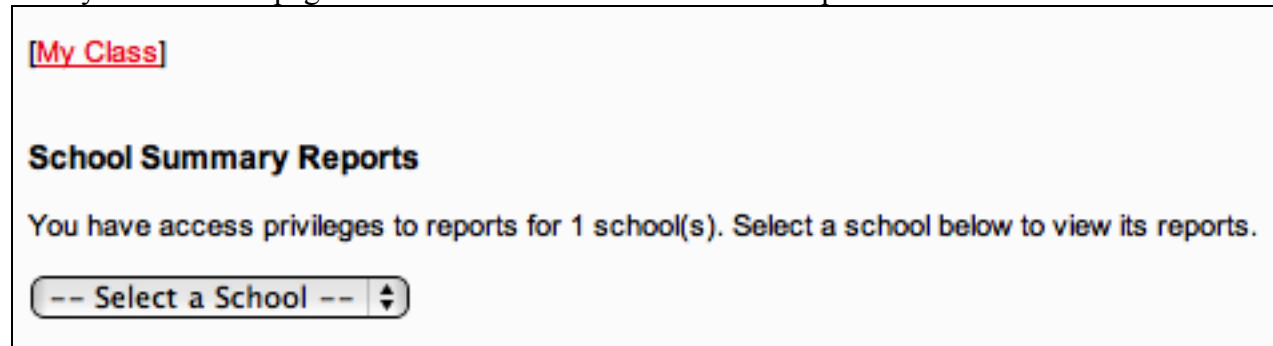 [My Class]
School Summary Reports
You have access privileges to reports for 1 school(s). Select a school below to view its reports.
-- Select a School --